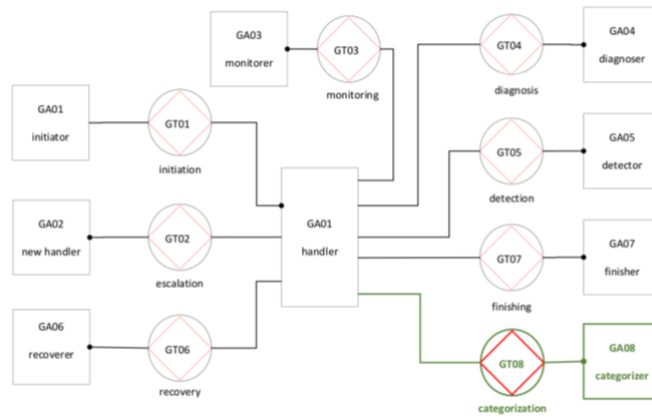 GA03
monitorer
GT03
monitoring
GT04
diagnosis
GA04
diagnoser
GA01
initiator
GT01
initiation
GT05
detection
GA05
detector
GA01
handler
GA02
new handler
GT02
escalation
GT07
finishing
GA07
finisher
GA06
recoverer
GT06
recovery
GT08
categorization
GA08
categorizer